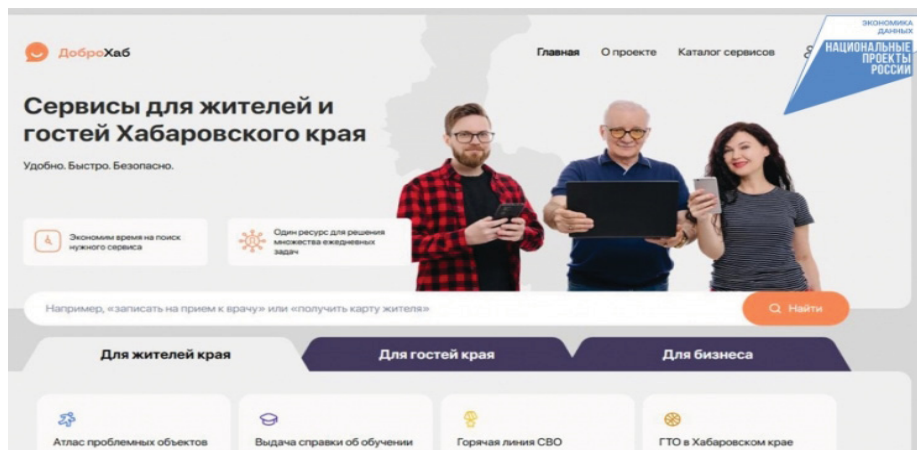 ДоброХаб
Главная
О проекте
Каталог сервисов
ЭКОНОМИКА
ДАННЫХ
НАЦИОНАЛЬНЫЕ
ПРОЕКТЫ
РОССИИ
Сервисы для жителей и
гостей Хабаровского края
Удобно. Быстро. Безопасно.
Экономим время на поиск
нужного сервиса
Один ресурс для решения
множества ежедневных
задач
Например, «записать на прием к врачу» или «получить карту жителя»
Найти
Для жителей края
Для гостей края
Для бизнеса
Атлас проблемных объектов
Выдача справки об обучении
Горячая линия СВО
ГТО в Хабаровском крае